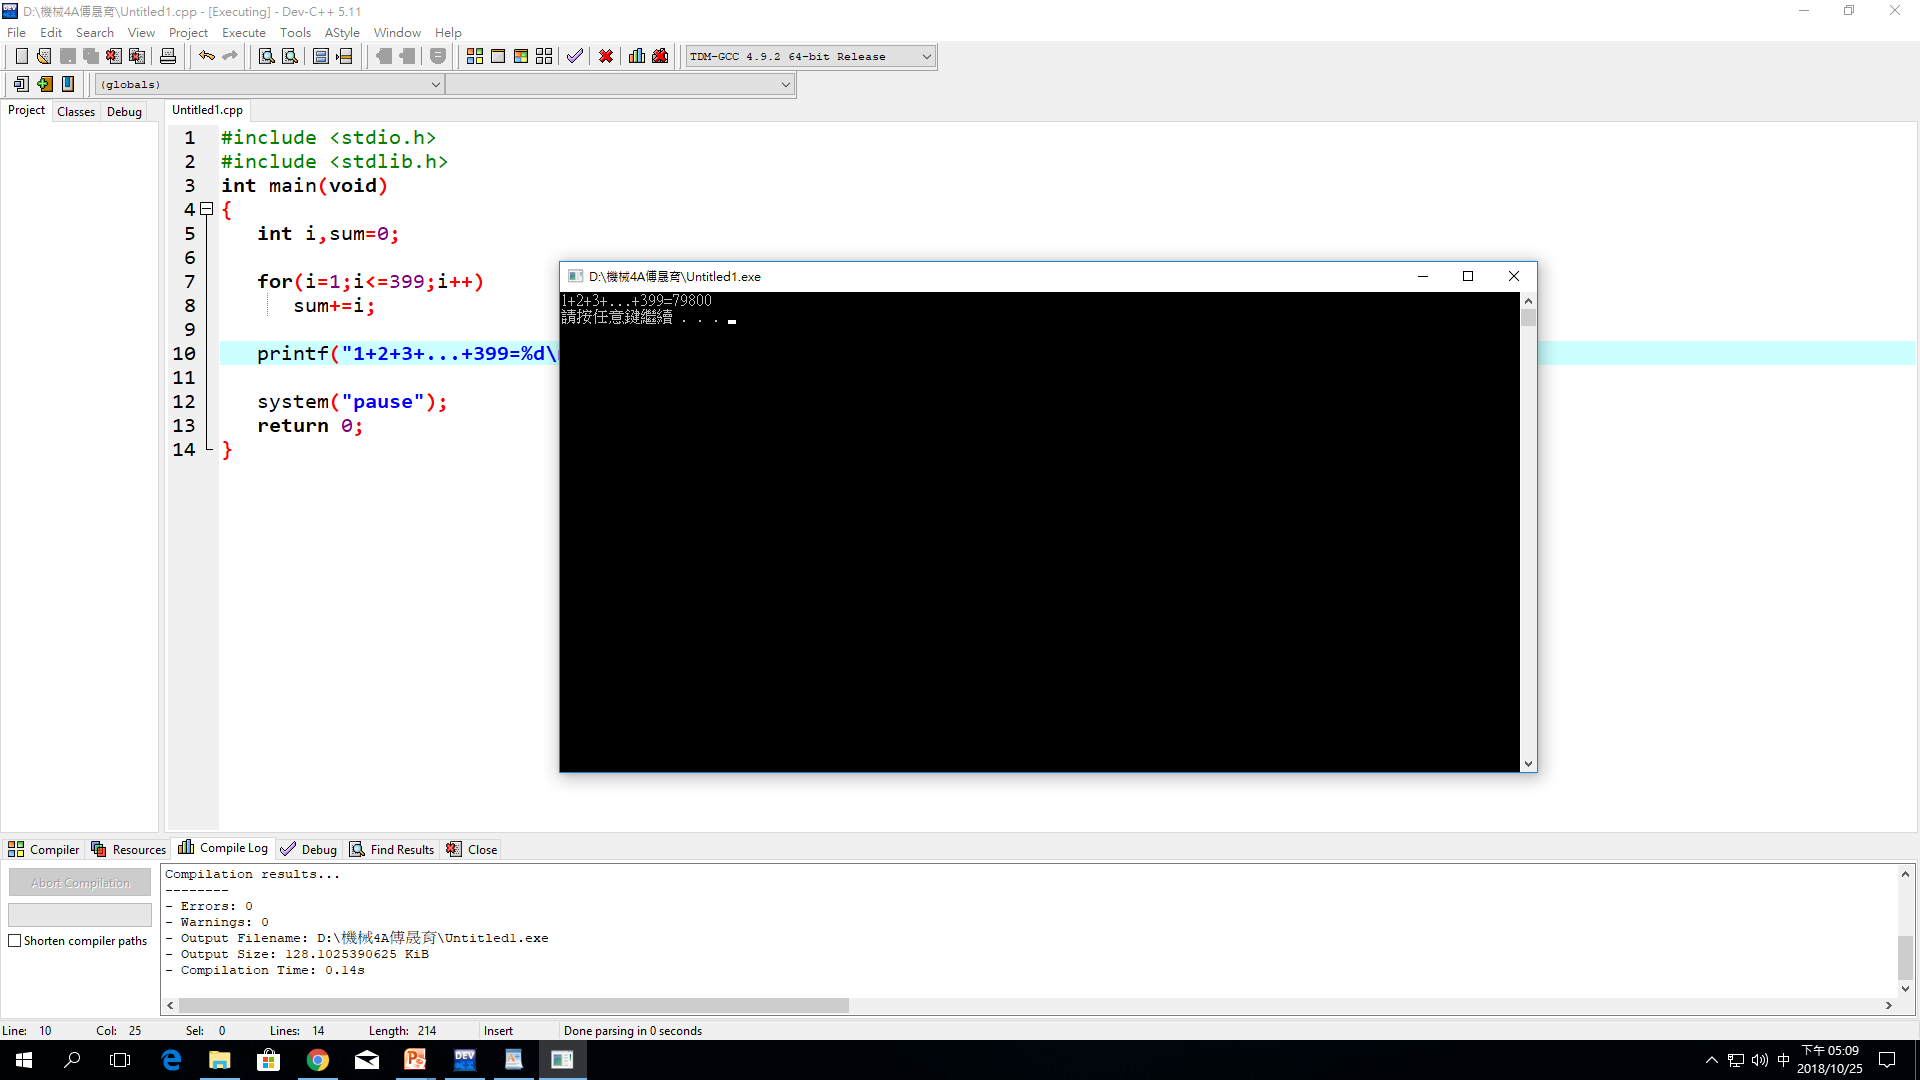 D:\機械4A傅晟育\Untitled1.cpp - [Executing] - Dev-C++ 5.11
File Edit Search View Project Execute Tools AStyle Window Help
TDM-GCC 4.9.2 64-bit Release
(globals)
Project Classes Debug Untitled1.cpp
1 #include <stdio.h>
2 #include <stdlib.h>
3 int main(void)
4 {
5 int i,sum=0;
6
7 for(i=1;i<=399;i++)
8 sum+=i;
9
10 printf("1+2+3+...+399=%d\
11
12 system("pause");
13 return 0;
14 }
D:\機械4A傅晟育\Untitled1.exe
1+2+3+...+399=79800
請按任意鍵繼續 . . .
Compiler Resources Compile Log Debug Find Results Close
Abort Compilation
Shorten compiler paths
Compilation results...
--------
- Errors: 0
- Warnings: 0
- Output Filename: D:\機械4A傅晟育\Untitled1.exe
- Output Size: 128.1025390625 KiB
- Compilation Time: 0.14s
Line: 10 Col: 25 Sel: 0 Lines: 14 Length: 214 Insert Done parsing in 0 seconds
DEV
中
下午 05:09
2018/10/25